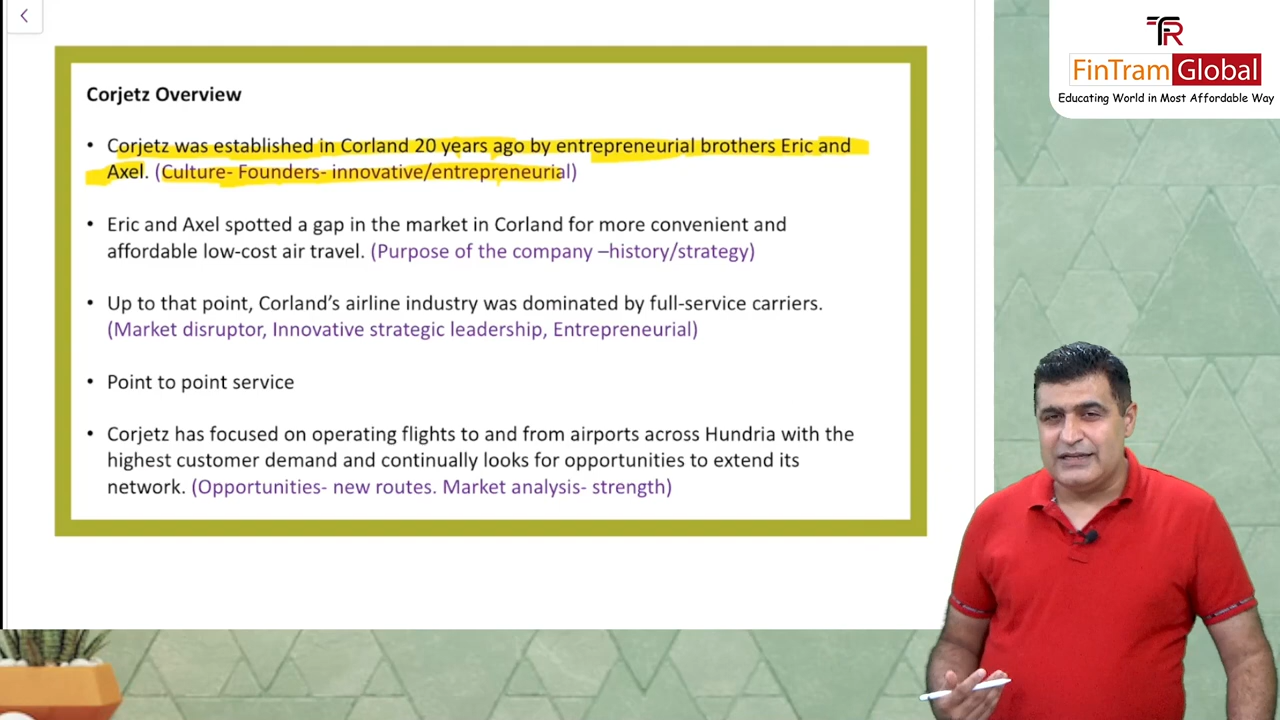 FinTram Global
Educating World in Most Affordable Way
Corjetz Overview
• Corjetz was established in Corland 20 years ago by entrepreneurial brothers Eric and
Axel. (Culture- Founders- innovative/entrepreneurial)
• Eric and Axel spotted a gap in the market in Corland for more convenient and
affordable low-cost air travel. (Purpose of the company –history/strategy)
• Up to that point, Corland’s airline industry was dominated by full-service carriers.
(Market disruptor, Innovative strategic leadership, Entrepreneurial)
• Point to point service
• Corjetz has focused on operating flights to and from airports across Hundria with the
highest customer demand and continually looks for opportunities to extend its
network. (Opportunities- new routes. Market analysis- strength)